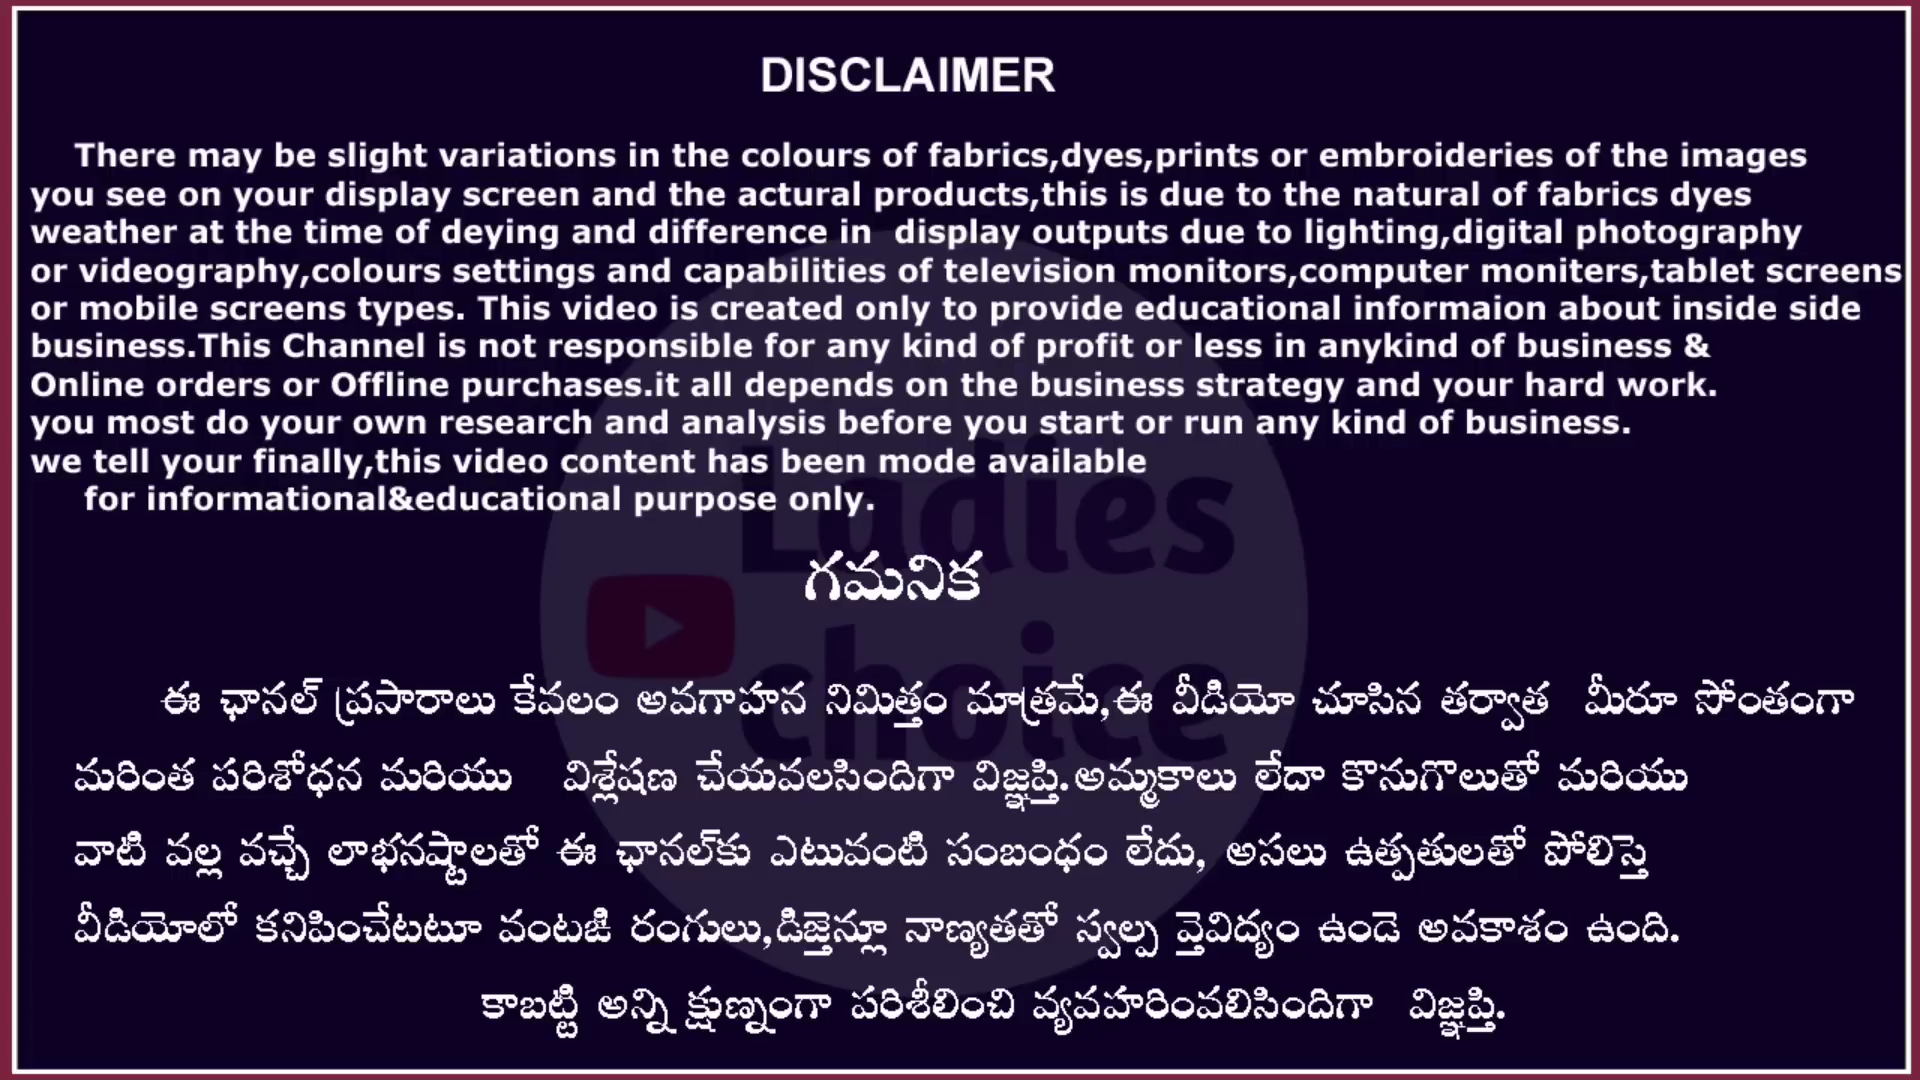 DISCLAIMER
There may be slight variations in the colours of fabrics,dyes,prints or embroideries of the images
you see on your display screen and the actural products,this is due to the natural of fabrics dyes
weather at the time of deying and difference in display outputs due to lighting,digital photography
or videography,colours settings and capabilities of television monitors,computer moniters,tablet screens
or mobile screens types. This video is created only to provide educational informaion about inside side
business.This Channel is not responsible for any kind of profit or less in anykind of business &
Online orders or Offline purchases.it all depends on the business strategy and your hard work.
you most do your own research and analysis before you start or run any kind of business.
we tell your finally,this video content has been mode available
for informational&educational purpose only.
Ladies
choice
గమనిక
ఈ ఛానల్ ప్రసారాలు కేవలం అవగాహన నిమిత్తం మాత్రమే,ఈ వీడియో చూసిన తర్వాత మీరూ సోంతంగా
మరింత పరిశోధన మరియు విశ్లేషణ చేయవలసిందిగా విజ్ఞప్తి.అమ్మకాలు లేదా కొనుగొలుతో మరియు
వాటి వల్ల వచ్చే లాభనష్టాలతో ఈ ఛానల్‌కు ఎటువంటి సంబంధం లేదు, అసలు ఉత్పతులతో పోలిస్తె
వీడియోలో కనిపించేటటూ వంటఙి రంగులు,డిజైన్లూ నాణ్యతతో స్వల్ప వైవిద్యం ఉండె అవకాశం ఉంది.
కాబట్టి అన్ని క్షుణ్నంగా పరిశీలించి వ్యవహరింవలిసిందిగా విజ్ఞప్తి.